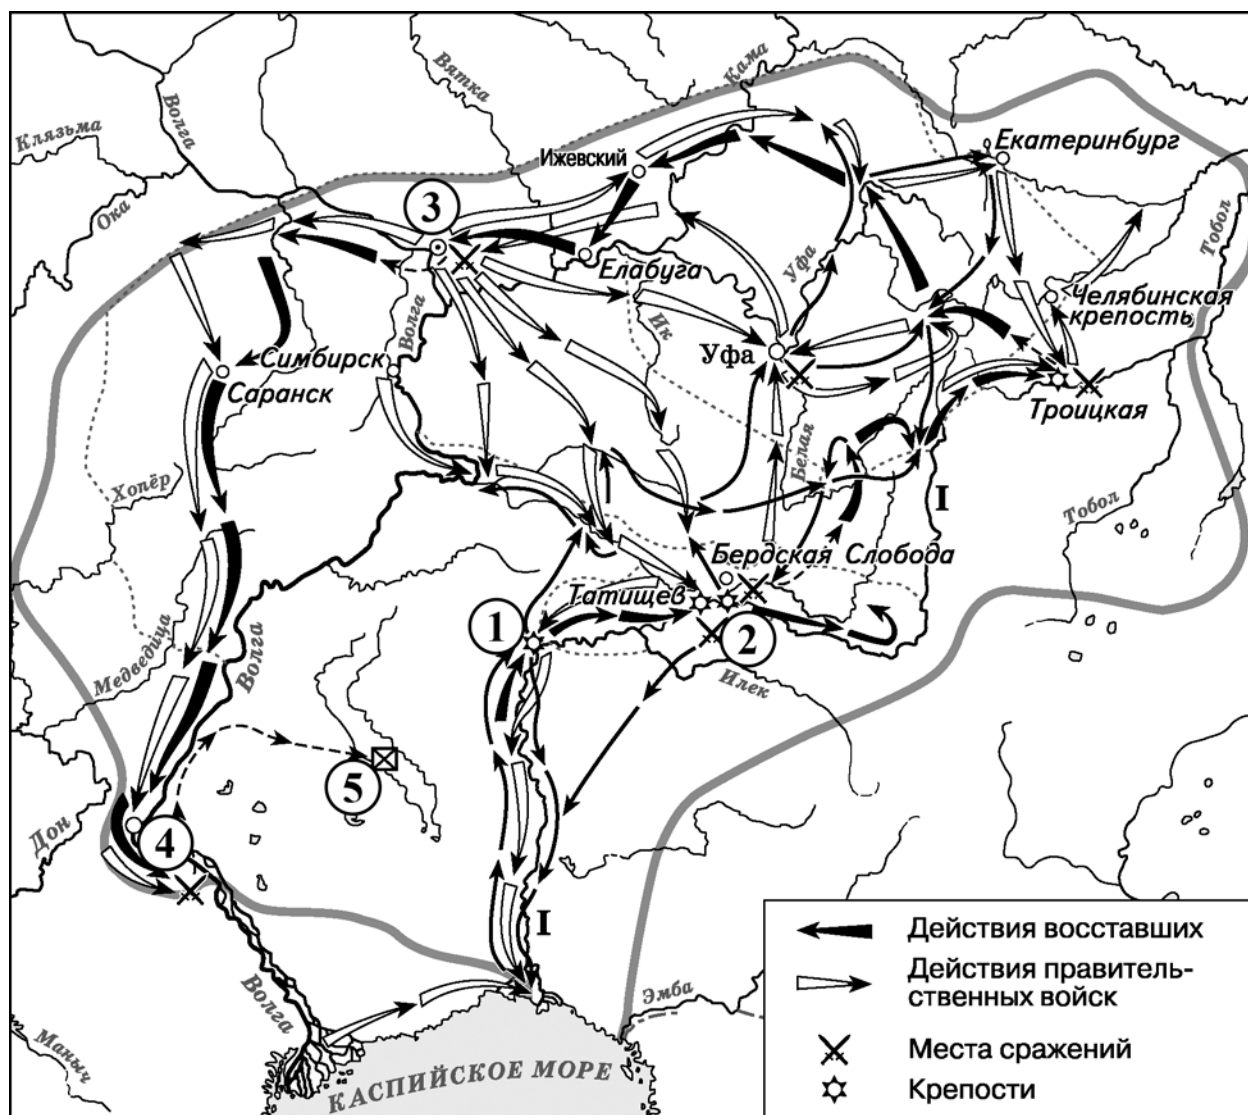 Клязьма
Волга
Вятка
Кама
Ока
Ижевский
Екатеринбург
3
Тобол
Елабуга
Уфа
Челябинская
крепость
Волга
Ик
Уфа
Симбирск
Саранск
Троицкая
Белая
Хопёр
I
Тобол
Бердская Слобода
Татищев
1
2
Медведица
Волга
Илек
5
Дон
4
I
Волга
Эмба
Маныч
КАСПИЙСКОЕ МОРЕ
Действия восставших
Действия правитель-
ственных войск
Места сражений
Крепости